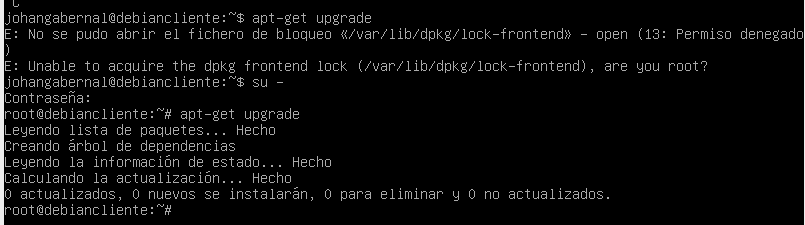 johangabernal@debiancliente:~$ apt-get upgrade
E: No se pudo abrir el fichero de bloqueo «/var/lib/dpkg/lock-frontend» - open (13: Permiso denegado
)
E: Unable to acquire the dpkg frontend lock (/var/lib/dpkg/lock-frontend), are you root?
johangabernal@debiancliente:~$ su -
Contraseña:
root@debiancliente:~# apt-get upgrade
Leyendo lista de paquetes... Hecho
Creando árbol de dependencias
Leyendo la información de estado... Hecho
Calculando la actualización... Hecho
0 actualizados, 0 nuevos se instalarán, 0 para eliminar y 0 no actualizados.
root@debiancliente:~#